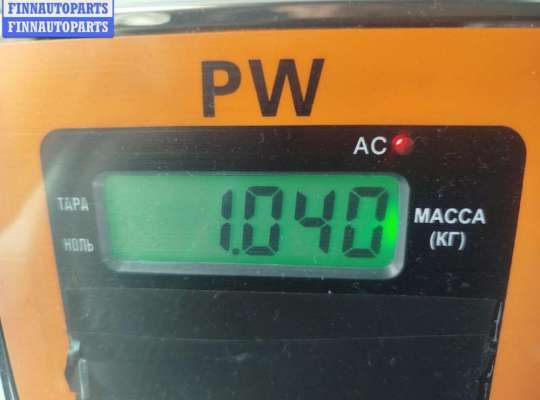 FINNAUTOPARTS
FINNAUTOPARTS
PW
AC
ТАРА
1.040
МАССА
(КГ)
НОЛЬ